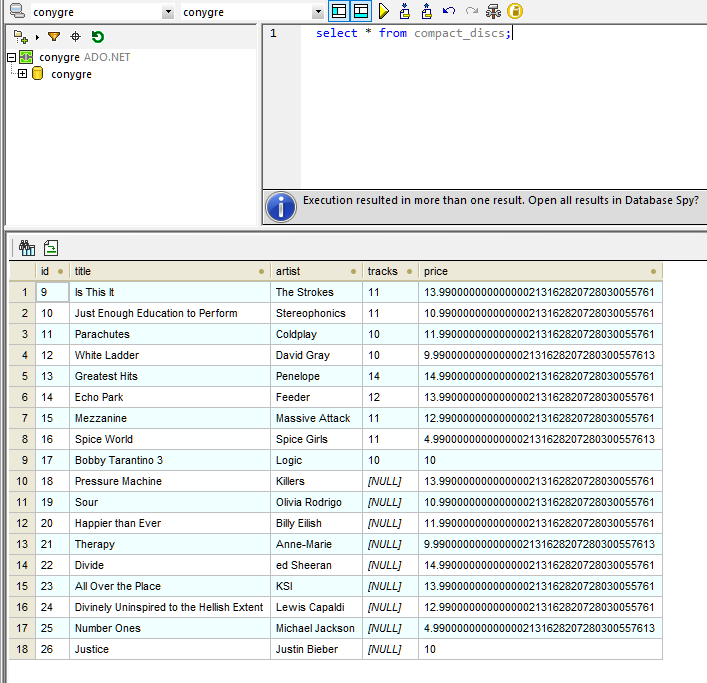 conygre conygre
conygre ADO.NET
conygre
1 select * from compact_discs;
Execution resulted in more than one result. Open all results in Database Spy?
id title artist tracks price
1 9 Is This It The Strokes 11 13.9900000000000002131628207280300557​61
2 10 Just Enough Education to Perform Stereophonics 11 10.990000000000000213162820728030055761
3 11 Parachutes Coldplay 10 11.990000000000000213162820728030055761
4 12 White Ladder David Gray 10 9.9900000000000002131628207280300557613
5 13 Greatest Hits Penelope 14 14.990000000000000213162820728030055761
6 14 Echo Park Feeder 12 13.990000000000000213162820728030055761
7 15 Mezzanine Massive Attack 11 12.990000000000000213162820728030055761
8 16 Spice World Spice Girls 11 4.9900000000000002131628207280300557613
9 17 Bobby Tarantino 3 Logic 10 10
10 18 Pressure Machine Killers [NULL] 13.990000000000000213162820728030055761
11 19 Sour Olivia Rodrigo [NULL] 10.990000000000000213162820728030055761
12 20 Happier than Ever Billy Eilish [NULL] 11.990000000000000213162820728030055761
13 21 Therapy Anne-Marie [NULL] 9.9900000000000002131628207280300557613
14 22 Divide ed Sheeran [NULL] 14.990000000000000213162820728030055761
15 23 All Over the Place KSI [NULL] 13.990000000000000213162820728030055761
16 24 Divinely Uninspired to the Hellish Extent Lewis Capaldi [NULL] 12.990000000000000213162820728030055761
17 25 Number Ones Michael Jackson [NULL] 4.9900000000000002131628207280300557613
18 26 Justice Justin Bieber [NULL] 10